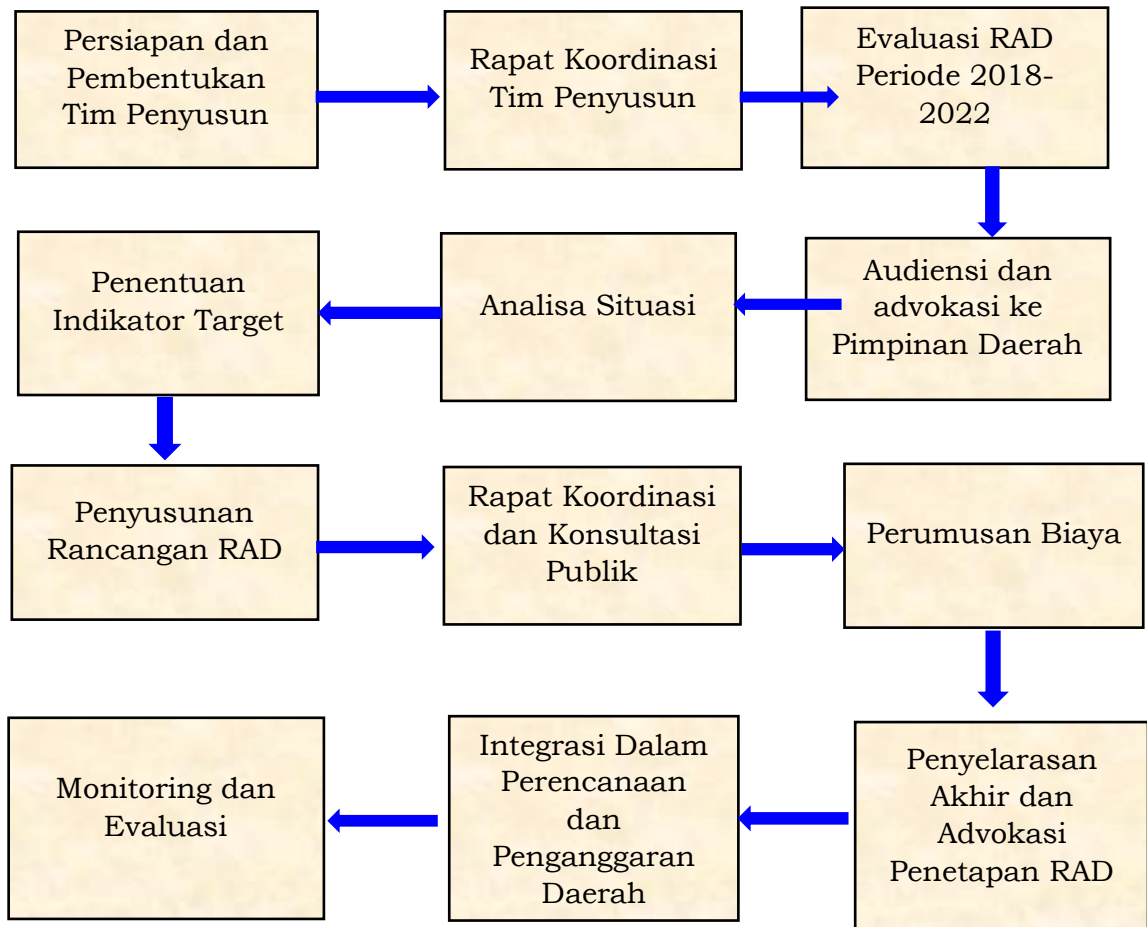 Persiapan dan
Pembentukan
Tim Penyusun
Rapat Koordinasi
Tim Penyusun
Evaluasi RAD
Periode 2018-
2022
Audiensi dan
advokasi ke
Pimpinan Daerah
Analisa Situasi
Penentuan
Indikator Target
Penyusunan
Rancangan RAD
Rapat Koordinasi
dan Konsultasi
Publik
Perumusan Biaya
Penyelarasan
Akhir dan
Advokasi
Penetapan RAD
Integrasi Dalam
Perencanaan
dan
Penganggaran
Daerah
Monitoring dan
Evaluasi